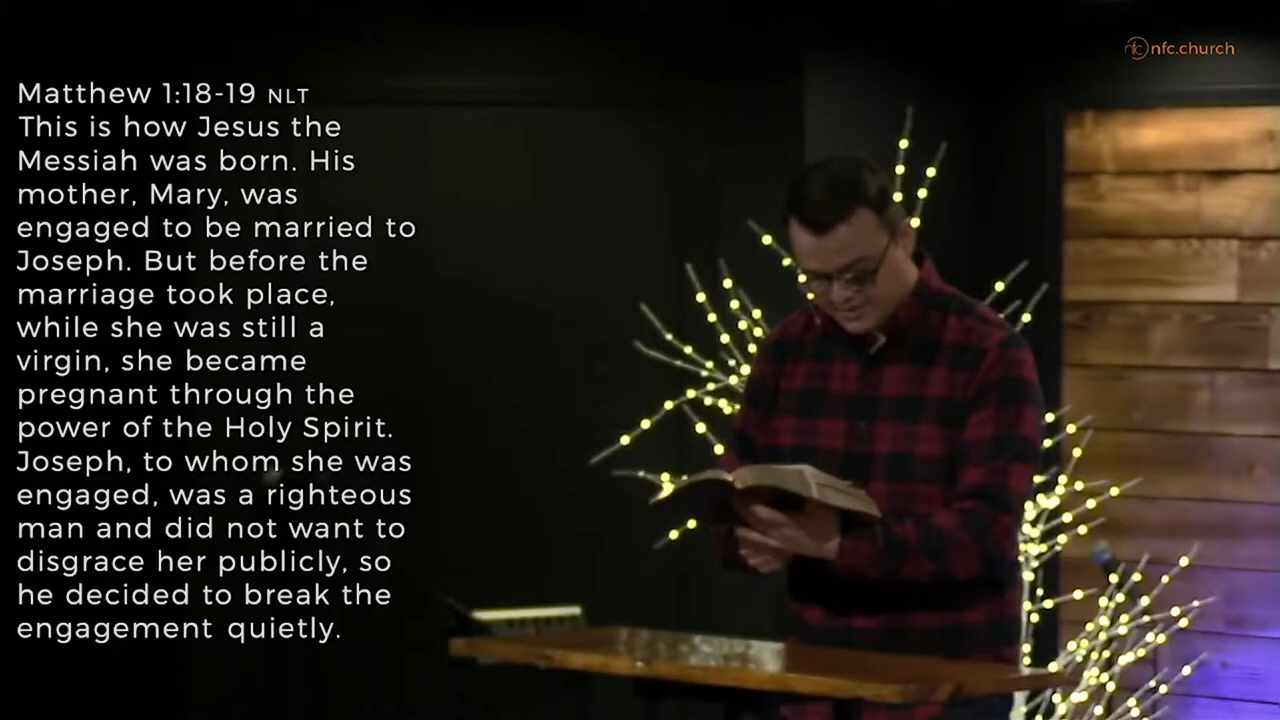 nfc nfc.church
Matthew 1:18-19 NLT
This is how Jesus the
Messiah was born. His
mother, Mary, was
engaged to be married to
Joseph. But before the
marriage took place,
while she was still a
virgin, she became
pregnant through the
power of the Holy Spirit.
Joseph, to whom she was
engaged, was a righteous
man and did not want to
disgrace her publicly, so
he decided to break the
engagement quietly.